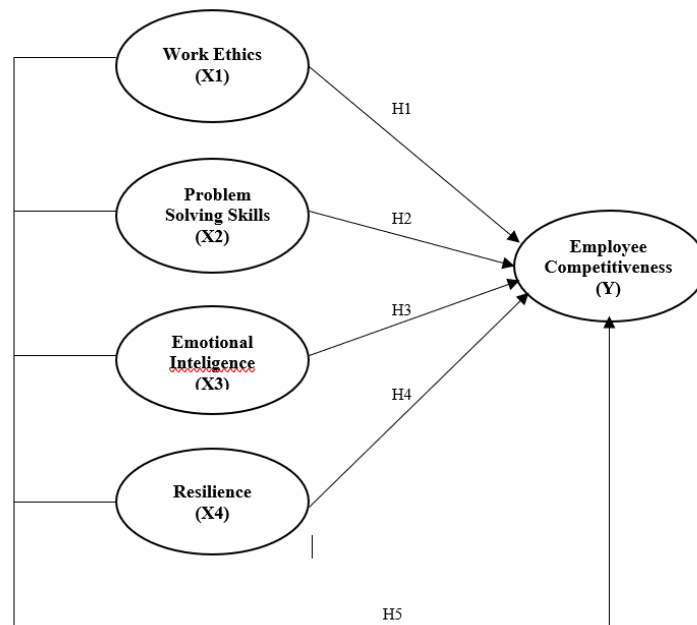 Work Ethics
(X1)
H1
Problem
Solving Skills
(X2)
H2
Employee
Competitiveness
(Y)
Emotional
Inteligence
(X3)
H3
H4
Resilience
(X4)
H5